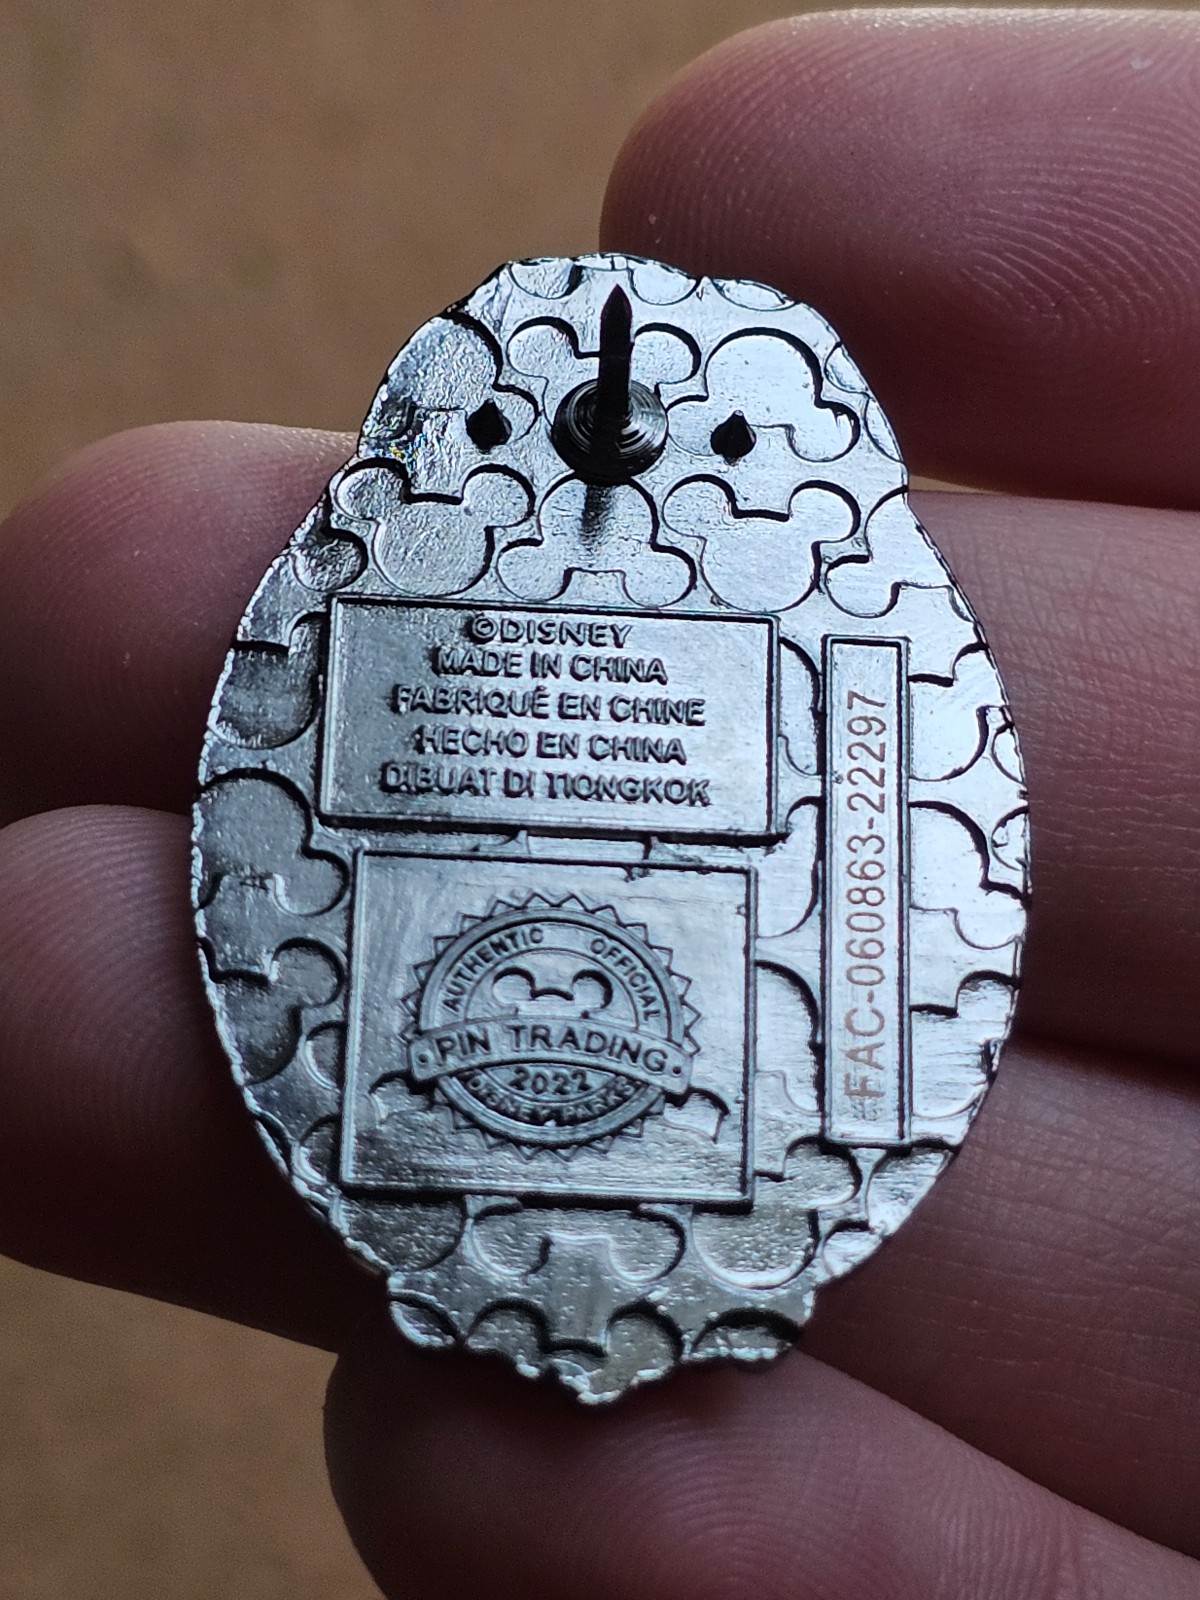 ©DISNEY
MADE IN CHINA
FABRIQUÉ EN CHINE
HECHO EN CHINA
DIBUAT DI TIONGKOK
FAC-060863-22297
AUTHENTIC OFFICIAL
PIN TRADING
2022
DISNEY PARKS